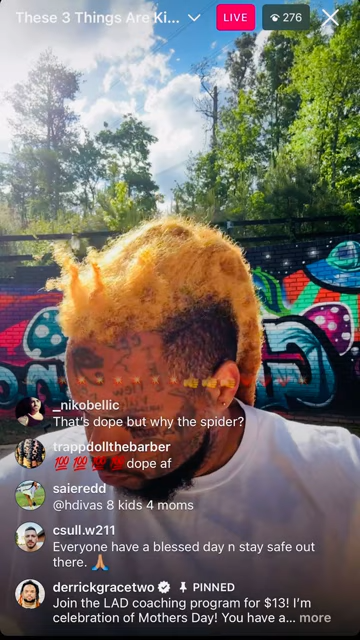 These 3 Things Are Ki...
LIVE
276
_nikobellic
That's dope but why the spider?
trappdollthebarber
💯 💯 💯 💯 dope af
saieredd
@hdivas 8 kids 4 moms
csull.w211
Everyone have a blessed day n stay safe out
there. 🙏🏽
derrickgracetwo PINNED
Join the LAD coaching program for $13! I'm
celebration of Mothers Day! You have a... more